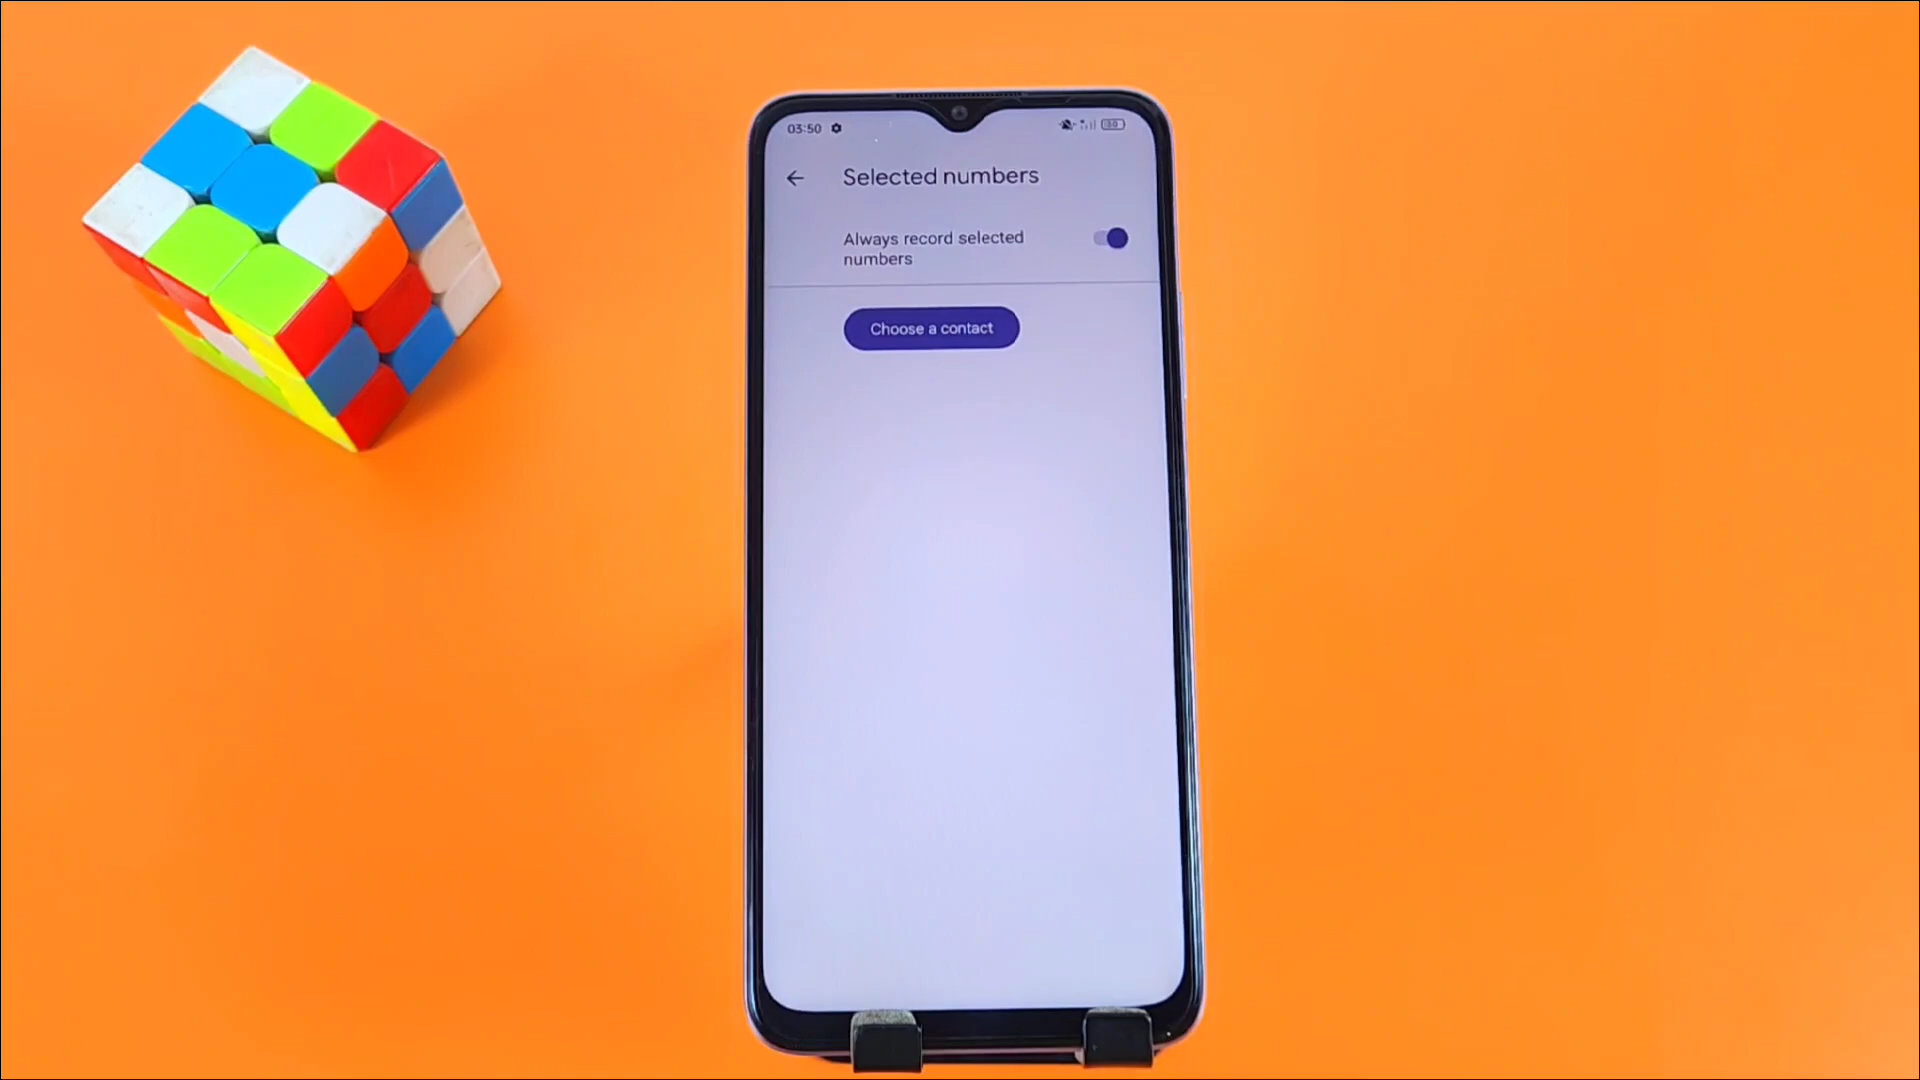 03:50
Selected numbers
Always record selected
numbers
Choose a contact